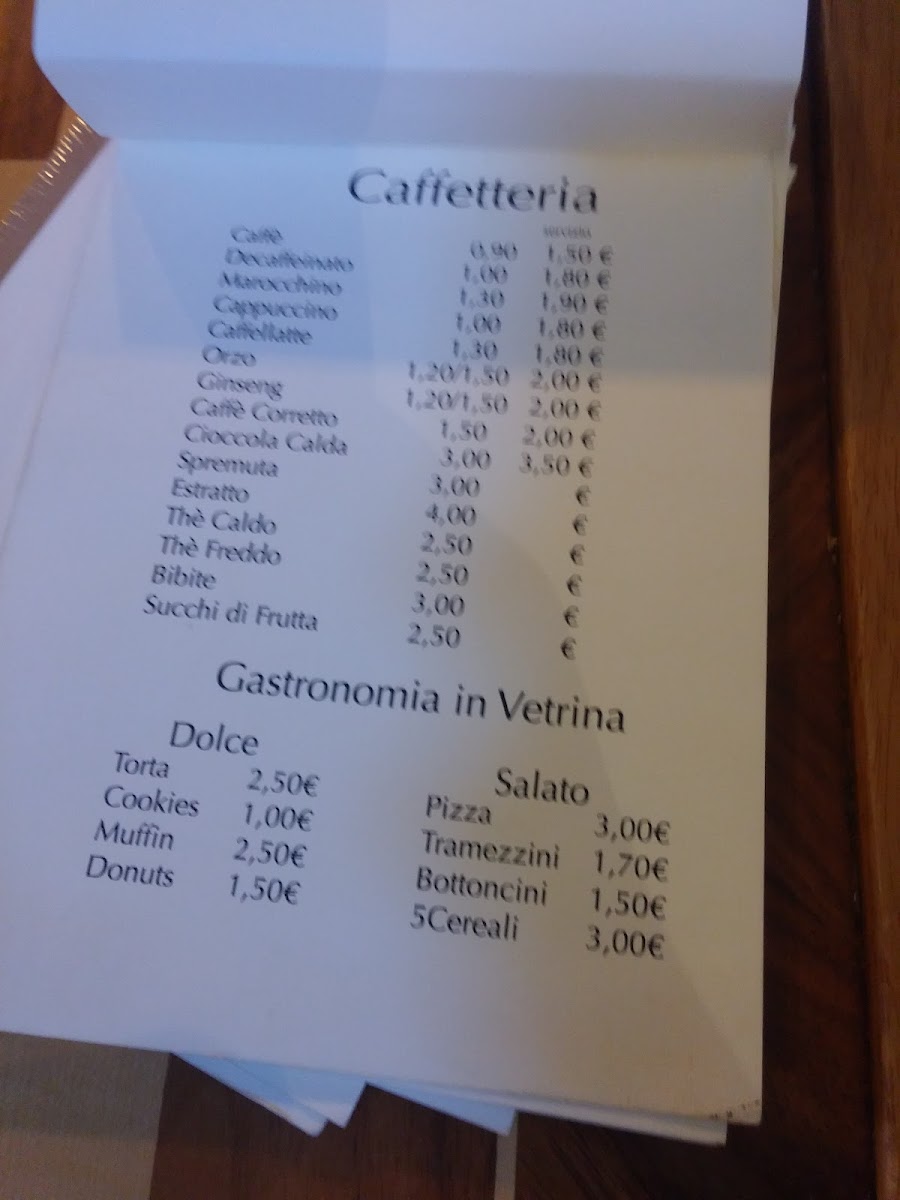 Caffetteria
Caffè 0,90 1,50 €
Decaffeinato 1,00 1,80 €
Marocchino 1,30 1,90 €
Cappuccino 1,00 1,80 €
Caffellatte 1,30 1,80 €
Orzo 1,20/1,50 2,00 €
Ginseng 1,20/1,50 2,00 €
Caffè Corretto 1,50 2,00 €
Cioccola Calda 3,00 3,50 €
Spremuta 3,00 €
Estratto 4,00 €
Thè Caldo 2,50 €
Thè Freddo 2,50 €
Bibite 3,00 €
Succhi di Frutta 2,50 €
Gastronomia in Vetrina
Dolce
Torta 2,50€
Cookies 1,00€
Muffin 2,50€
Donuts 1,50€
Salato
Pizza 3,00€
Tramezzini 1,70€
Bottoncini 1,50€
5Cereali 3,00€